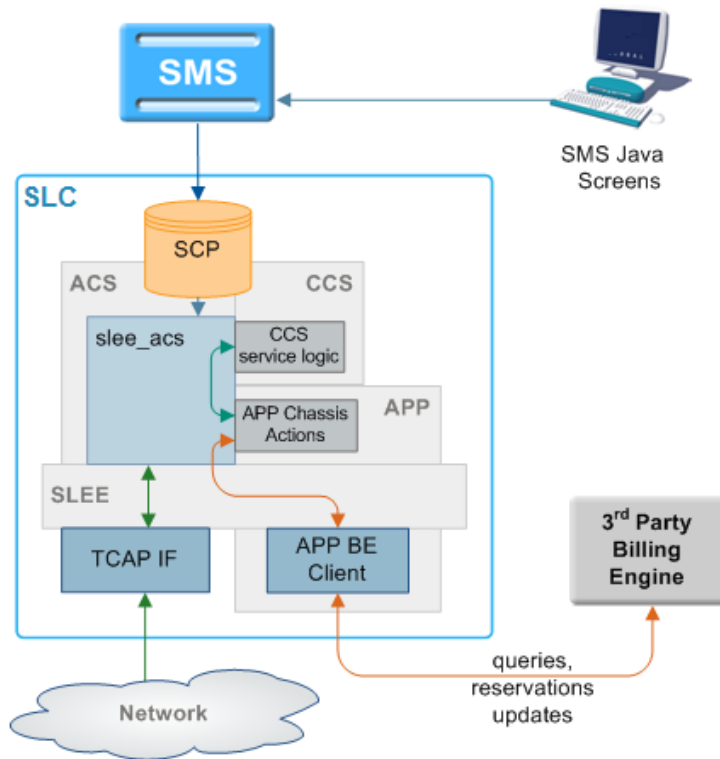 SMS
SMS Java
Screens
SLC
SCP
ACS
CCS
slee_acs
CCS
service logic
APP
APP Chassis
Actions
SLEE
TCAP IF
APP BE
Client
3rd Party
Billing
Engine
queries,
reservations
updates
Network